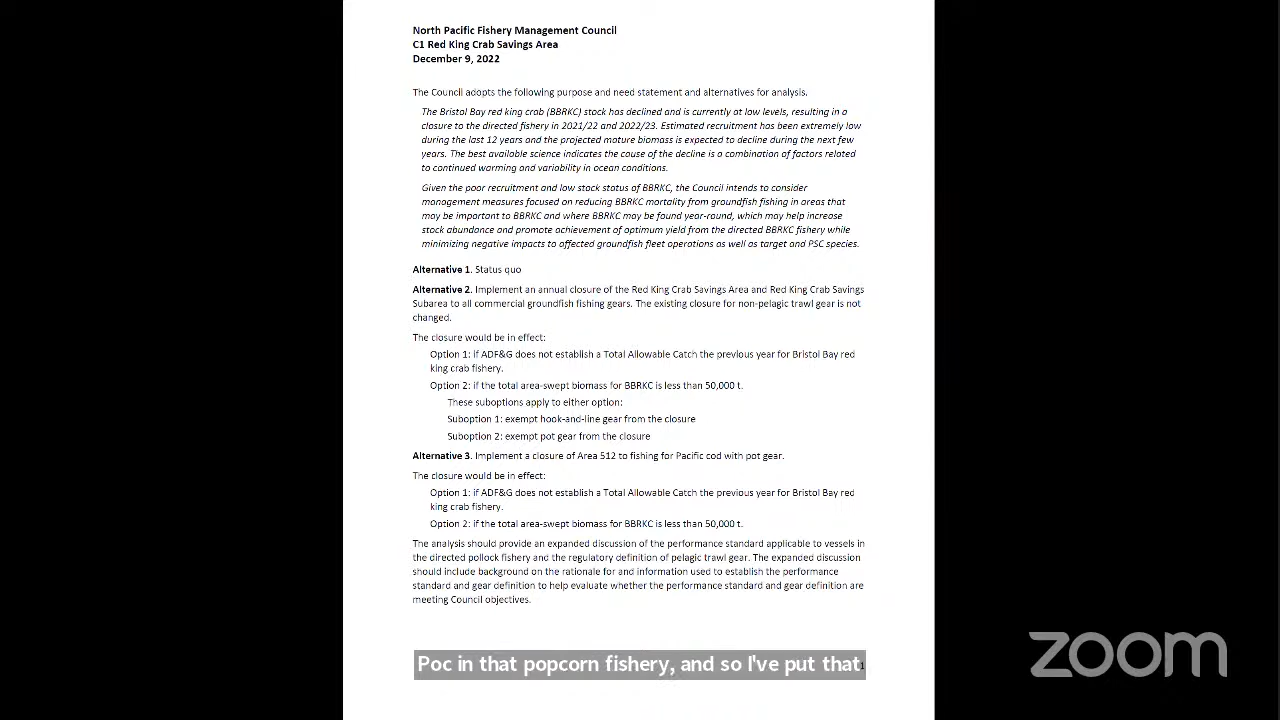 North Pacific Fishery Management Council
C1 Red King Crab Savings Area
December 9, 2022
The Council adopts the following purpose and need statement and alternatives for analysis.
The Bristol Bay red king crab (BBRKC) stock has declined and is currently at low levels, resulting in a
closure to the directed fishery in 2021/22 and 2022/23. Estimated recruitment has been extremely low
during the last 12 years and the projected mature biomass is expected to decline during the next few
years. The best available science indicates the cause of the decline is a combination of factors related
to continued warming and variability in ocean conditions.
Given the poor recruitment and low stock status of BBRKC, the Council intends to consider
management measures focused on reducing BBRKC mortality from groundfish fishing in areas that
may be important to BBRKC and where BBRKC may be found year-round, which may help increase
stock abundance and promote achievement of optimum yield from the directed BBRKC fishery while
minimizing negative impacts to affected groundfish fleet operations as well as target and PSC species.
Alternative 1. Status quo
Alternative 2. Implement an annual closure of the Red King Crab Savings Area and Red King Crab Savings
Subarea to all commercial groundfish fishing gears. The existing closure for non-pelagic trawl gear is not
changed.
The closure would be in effect:
Option 1: if ADF&G does not establish a Total Allowable Catch the previous year for Bristol Bay red
king crab fishery.
Option 2: if the total area-swept biomass for BBRKC is less than 50,000 t.
These suboptions apply to either option:
Suboption 1: exempt hook-and-line gear from the closure
Suboption 2: exempt pot gear from the closure
Alternative 3. Implement a closure of Area 512 to fishing for Pacific cod with pot gear.
The closure would be in effect:
Option 1: if ADF&G does not establish a Total Allowable Catch the previous year for Bristol Bay red
king crab fishery.
Option 2: if the total area-swept biomass for BBRKC is less than 50,000 t.
The analysis should provide an expanded discussion of the performance standard applicable to vessels in
the directed pollock fishery and the regulatory definition of pelagic trawl gear. The expanded discussion
should include background on the rationale for and information used to establish the performance
standard and gear definition to help evaluate whether the performance standard and gear definition are
meeting Council objectives.
Poc in that popcorn fishery, and so I've put that
1
zoom